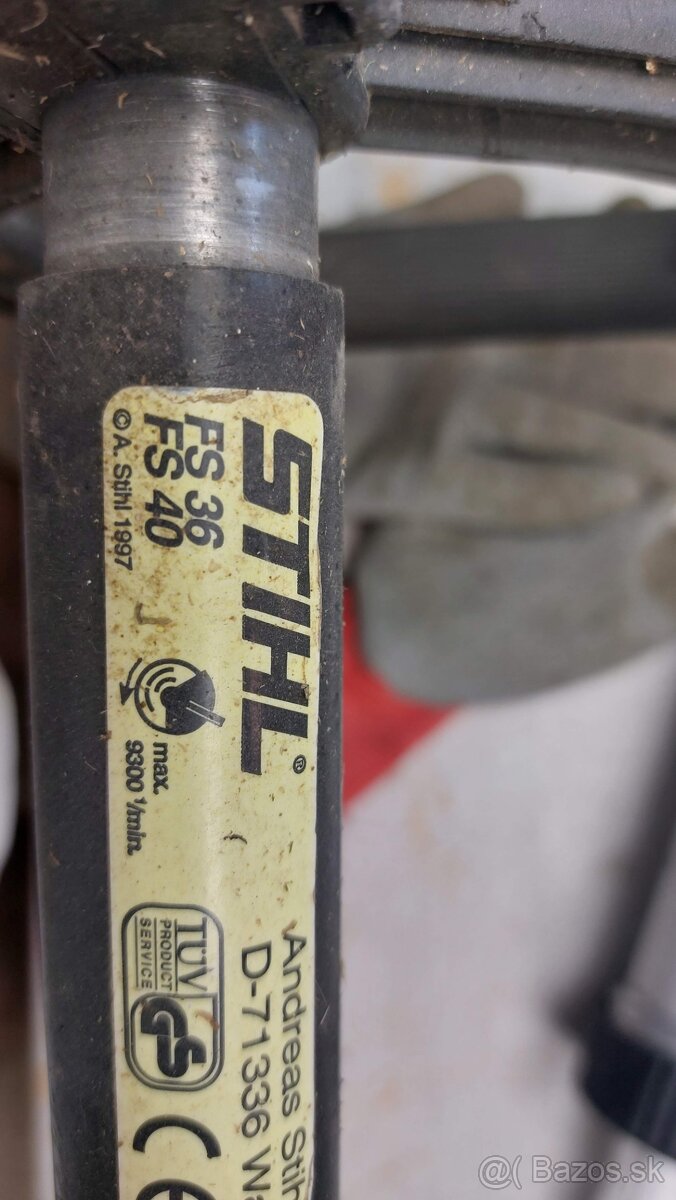 STIHL®
FS 36
FS 40
© A. Stihl 1997
max.
9300 1/min.
TÜV
PRODUCT
SERVICE
GS
CE
Andreas Stih
D-71336 Wa
@( Bazos.sk